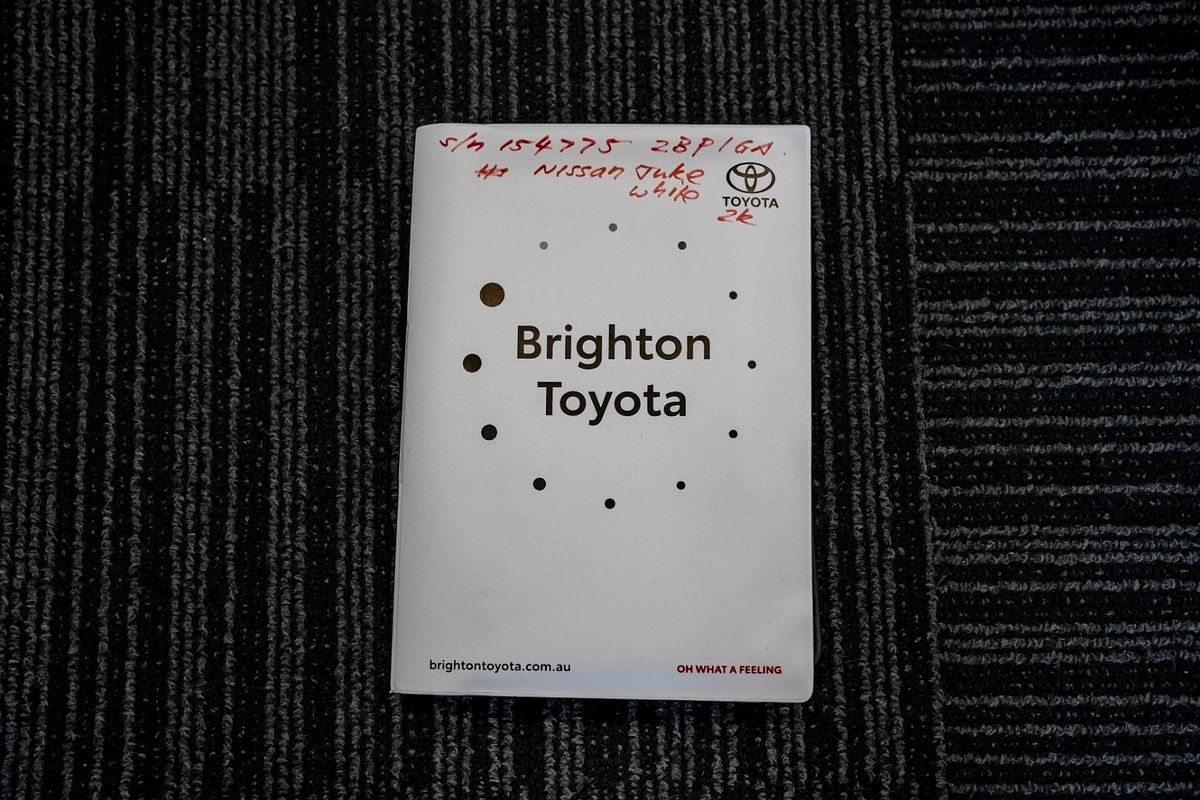 s/n 154775 2BP1GA
Nissan Juke
white
TOYOTA
2k
Brighton
Toyota
brightontoyota.com.au
OH WHAT A FEELING